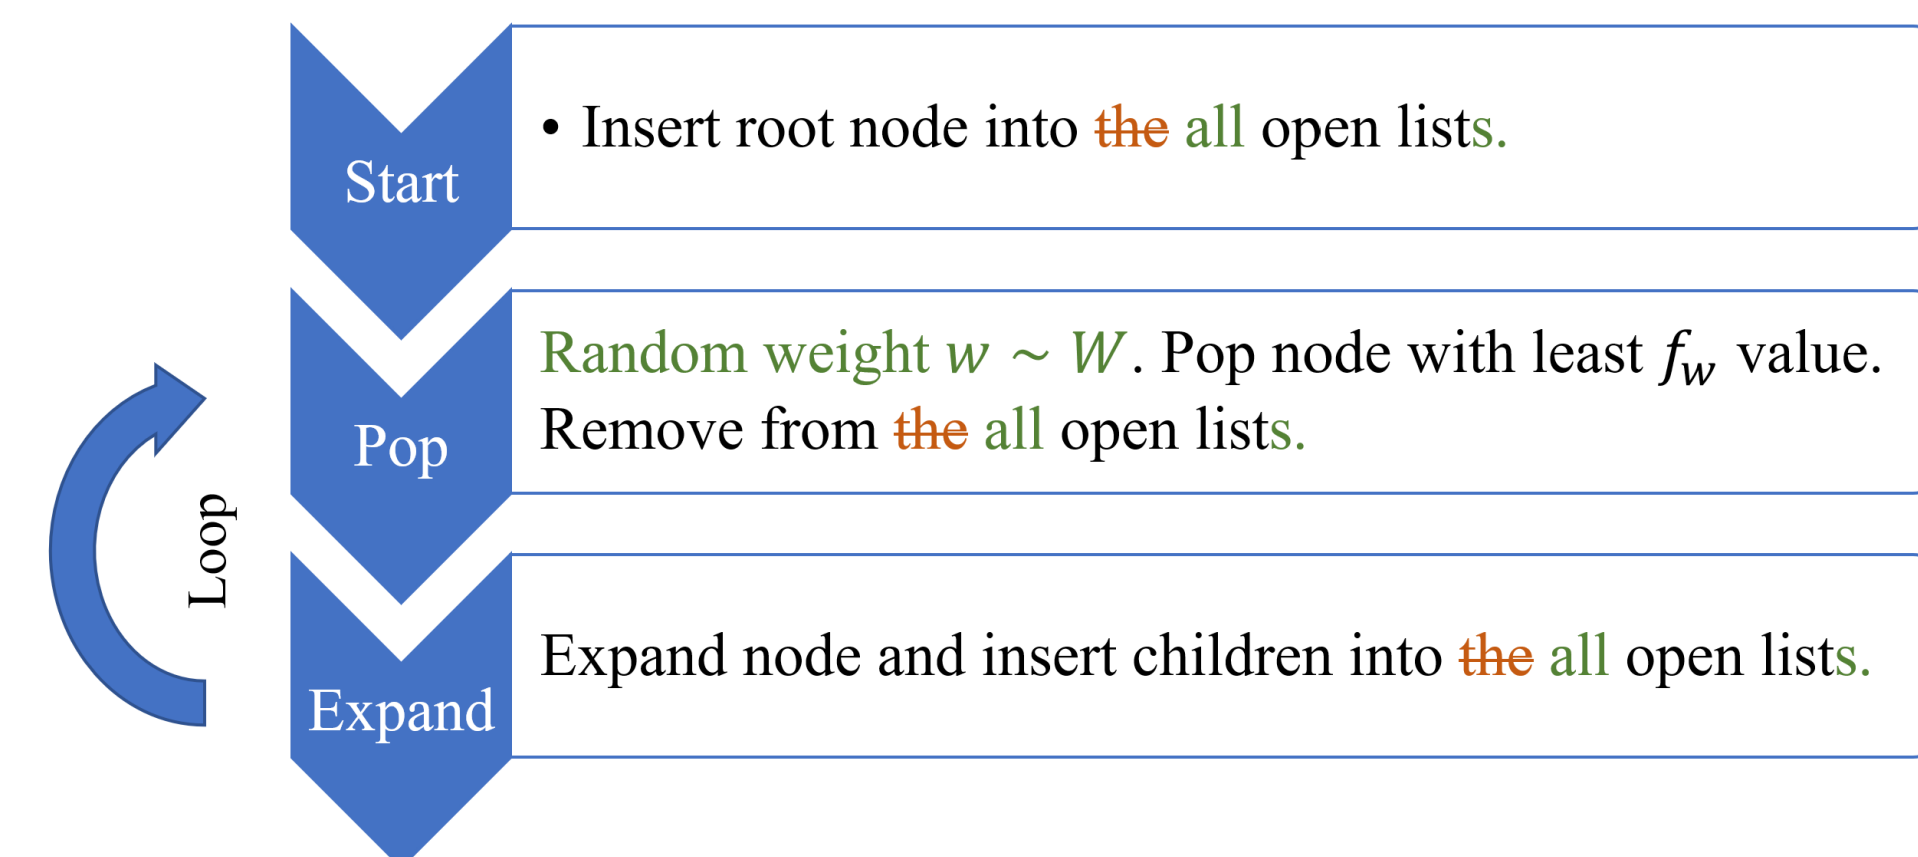 Start
• Insert root node into the all open lists.
Pop
Random weight w ~ W. Pop node with least f_w value.
Remove from the all open lists.
Loop
Expand
Expand node and insert children into the all open lists.